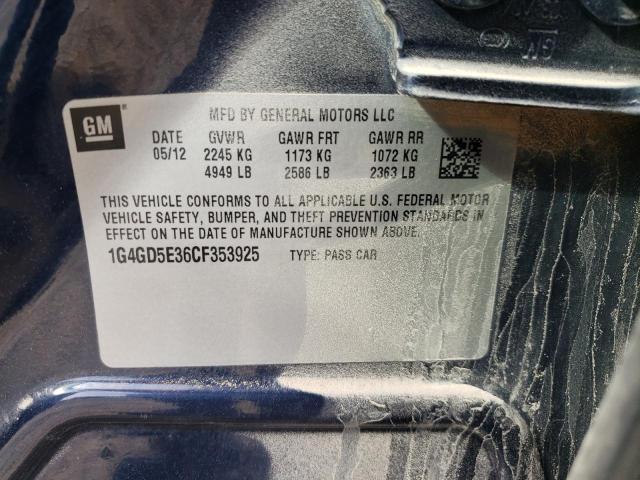 GM
MFD BY GENERAL MOTORS LLC
DATE GVWR GAWR FRT GAWR RR
05/12 2245 KG 1173 KG 1072 KG
4949 LB 2586 LB 2363 LB
THIS VEHICLE CONFORMS TO ALL APPLICABLE U.S. FEDERAL MOTOR
VEHICLE SAFETY, BUMPER, AND THEFT PREVENTION STANDARDS IN
EFFECT ON THE DATE OF MANUFACTURE SHOWN ABOVE.
1G4GD5E36CF353925 TYPE: PASS CAR